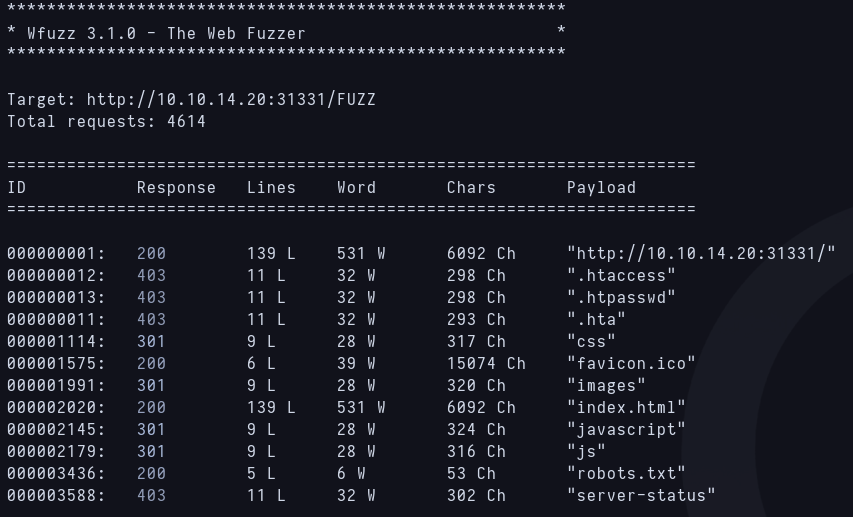 ********************************************************
* Wfuzz 3.1.0 - The Web Fuzzer                         *
********************************************************
Target: http://10.10.14.20:31331/FUZZ
Total requests: 4614
=====================================================================
ID           Response   Lines    Word       Chars       Payload
=====================================================================
000000001:   200        139 L    531 W      6092 Ch     "http://10.10.14.20:31331/"
000000012:   403        11 L     32 W       298 Ch      ".htaccess"
000000013:   403        11 L     32 W       298 Ch      ".htpasswd"
000000011:   403        11 L     32 W       293 Ch      ".hta"
000001114:   301        9 L      28 W       317 Ch      "css"
000001575:   200        6 L      39 W       15074 Ch    "favicon.ico"
000001991:   301        9 L      28 W       320 Ch      "images"
000002020:   200        139 L    531 W      6092 Ch     "index.html"
000002145:   301        9 L      28 W       324 Ch      "javascript"
000002179:   301        9 L      28 W       316 Ch      "js"
000003436:   200        5 L      6 W        53 Ch       "robots.txt"
000003588:   403        11 L     32 W       302 Ch      "server-status"